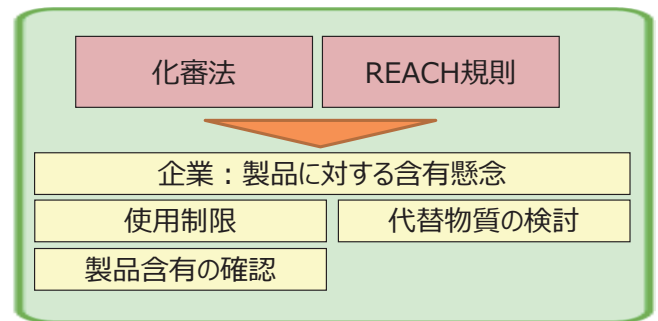 化審法
REACH規則
企業：製品に対する含有懸念
使用制限
代替物質の検討
製品含有の確認